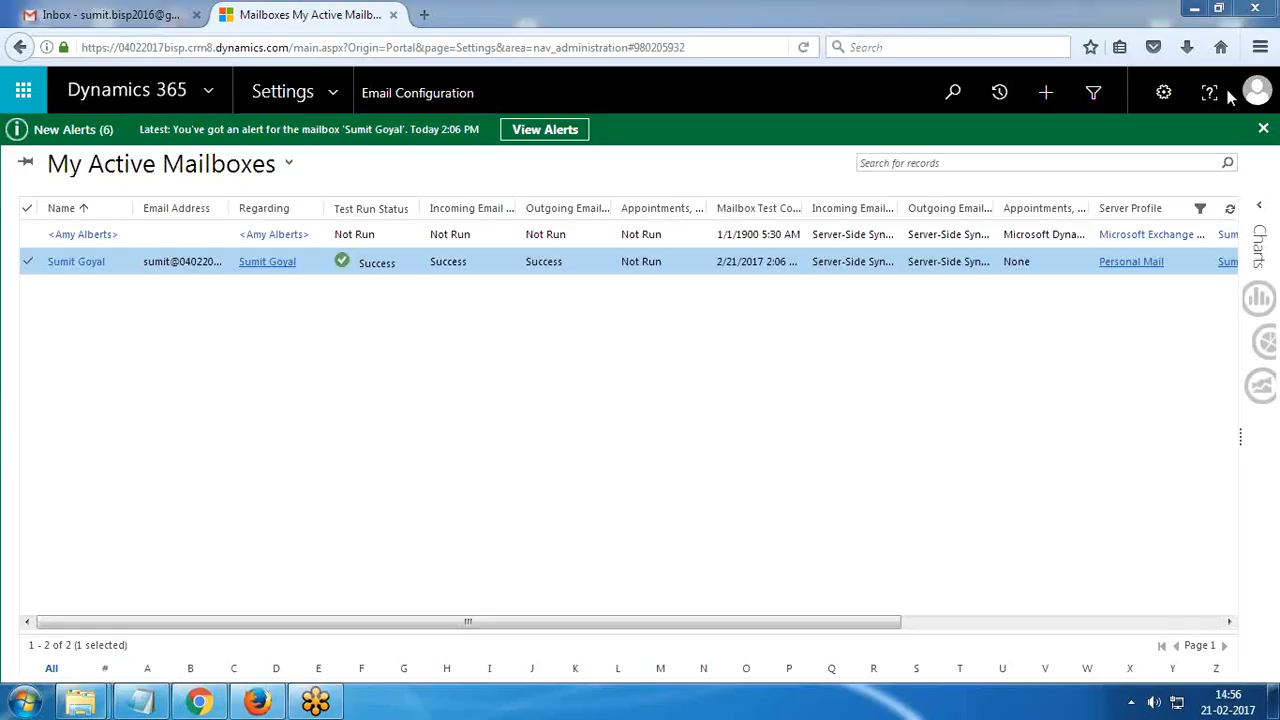 Inbox - sumit.bisp2016@g...
Mailboxes My Active Mailb...
https://04022017bisp.crm8.dynamics.com/main.aspx?Origin=Portal&page=Settings&area=nav_administration#980205932
Search
Dynamics 365
Settings
Email Configuration
New Alerts (6)
Latest: You've got an alert for the mailbox 'Sumit Goyal'. Today 2:06 PM
View Alerts
My Active Mailboxes
Search for records
Name Email Address Regarding Test Run Status Incoming Email ... Outgoing Email... Appointments, ... Mailbox Test Co... Incoming Email... Outgoing Email... Appointments, ... Server Profile
<Amy Alberts> <Amy Alberts> Not Run Not Run Not Run Not Run 1/1/1900 5:30 AM Server-Side Syn... Server-Side Syn... Microsoft Dyna... Microsoft Exchange ... Sum
Sumit Goyal sumit@040220... Sumit Goyal Success Success Success Not Run 2/21/2017 2:06 ... Server-Side Syn... Server-Side Syn... None Personal Mail Sum
Charts
1 - 2 of 2 (1 selected)
Page 1
All # A B C D E F G H I J K L M N O P Q R S T U V W X Y Z
14:56
21-02-2017